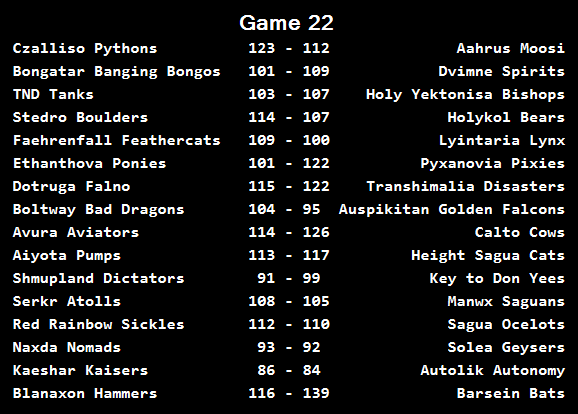 Game 22
Czalliso Pythons 123 - 112 Aahrus Moosi
Bongatar Banging Bongos 101 - 109 Dvimne Spirits
TND Tanks 103 - 107 Holy Yektonisa Bishops
Stedro Boulders 114 - 107 Holykol Bears
Faehrenfall Feathercats 109 - 100 Lyintaria Lynx
Ethanthova Ponies 101 - 122 Pyxanovia Pixies
Dotruga Falno 115 - 122 Transhimalia Disasters
Boltway Bad Dragons 104 - 95 Auspikitan Golden Falcons
Avura Aviators 114 - 126 Calto Cows
Aiyota Pumps 113 - 117 Height Sagua Cats
Shmupland Dictators 91 - 99 Key to Don Yees
Serkr Atolls 108 - 105 Manwx Saguans
Red Rainbow Sickles 112 - 110 Sagua Ocelots
Naxda Nomads 93 - 92 Solea Geysers
Kaeshar Kaisers 86 - 84 Autolik Autonomy
Blanaxon Hammers 116 - 139 Barsein Bats